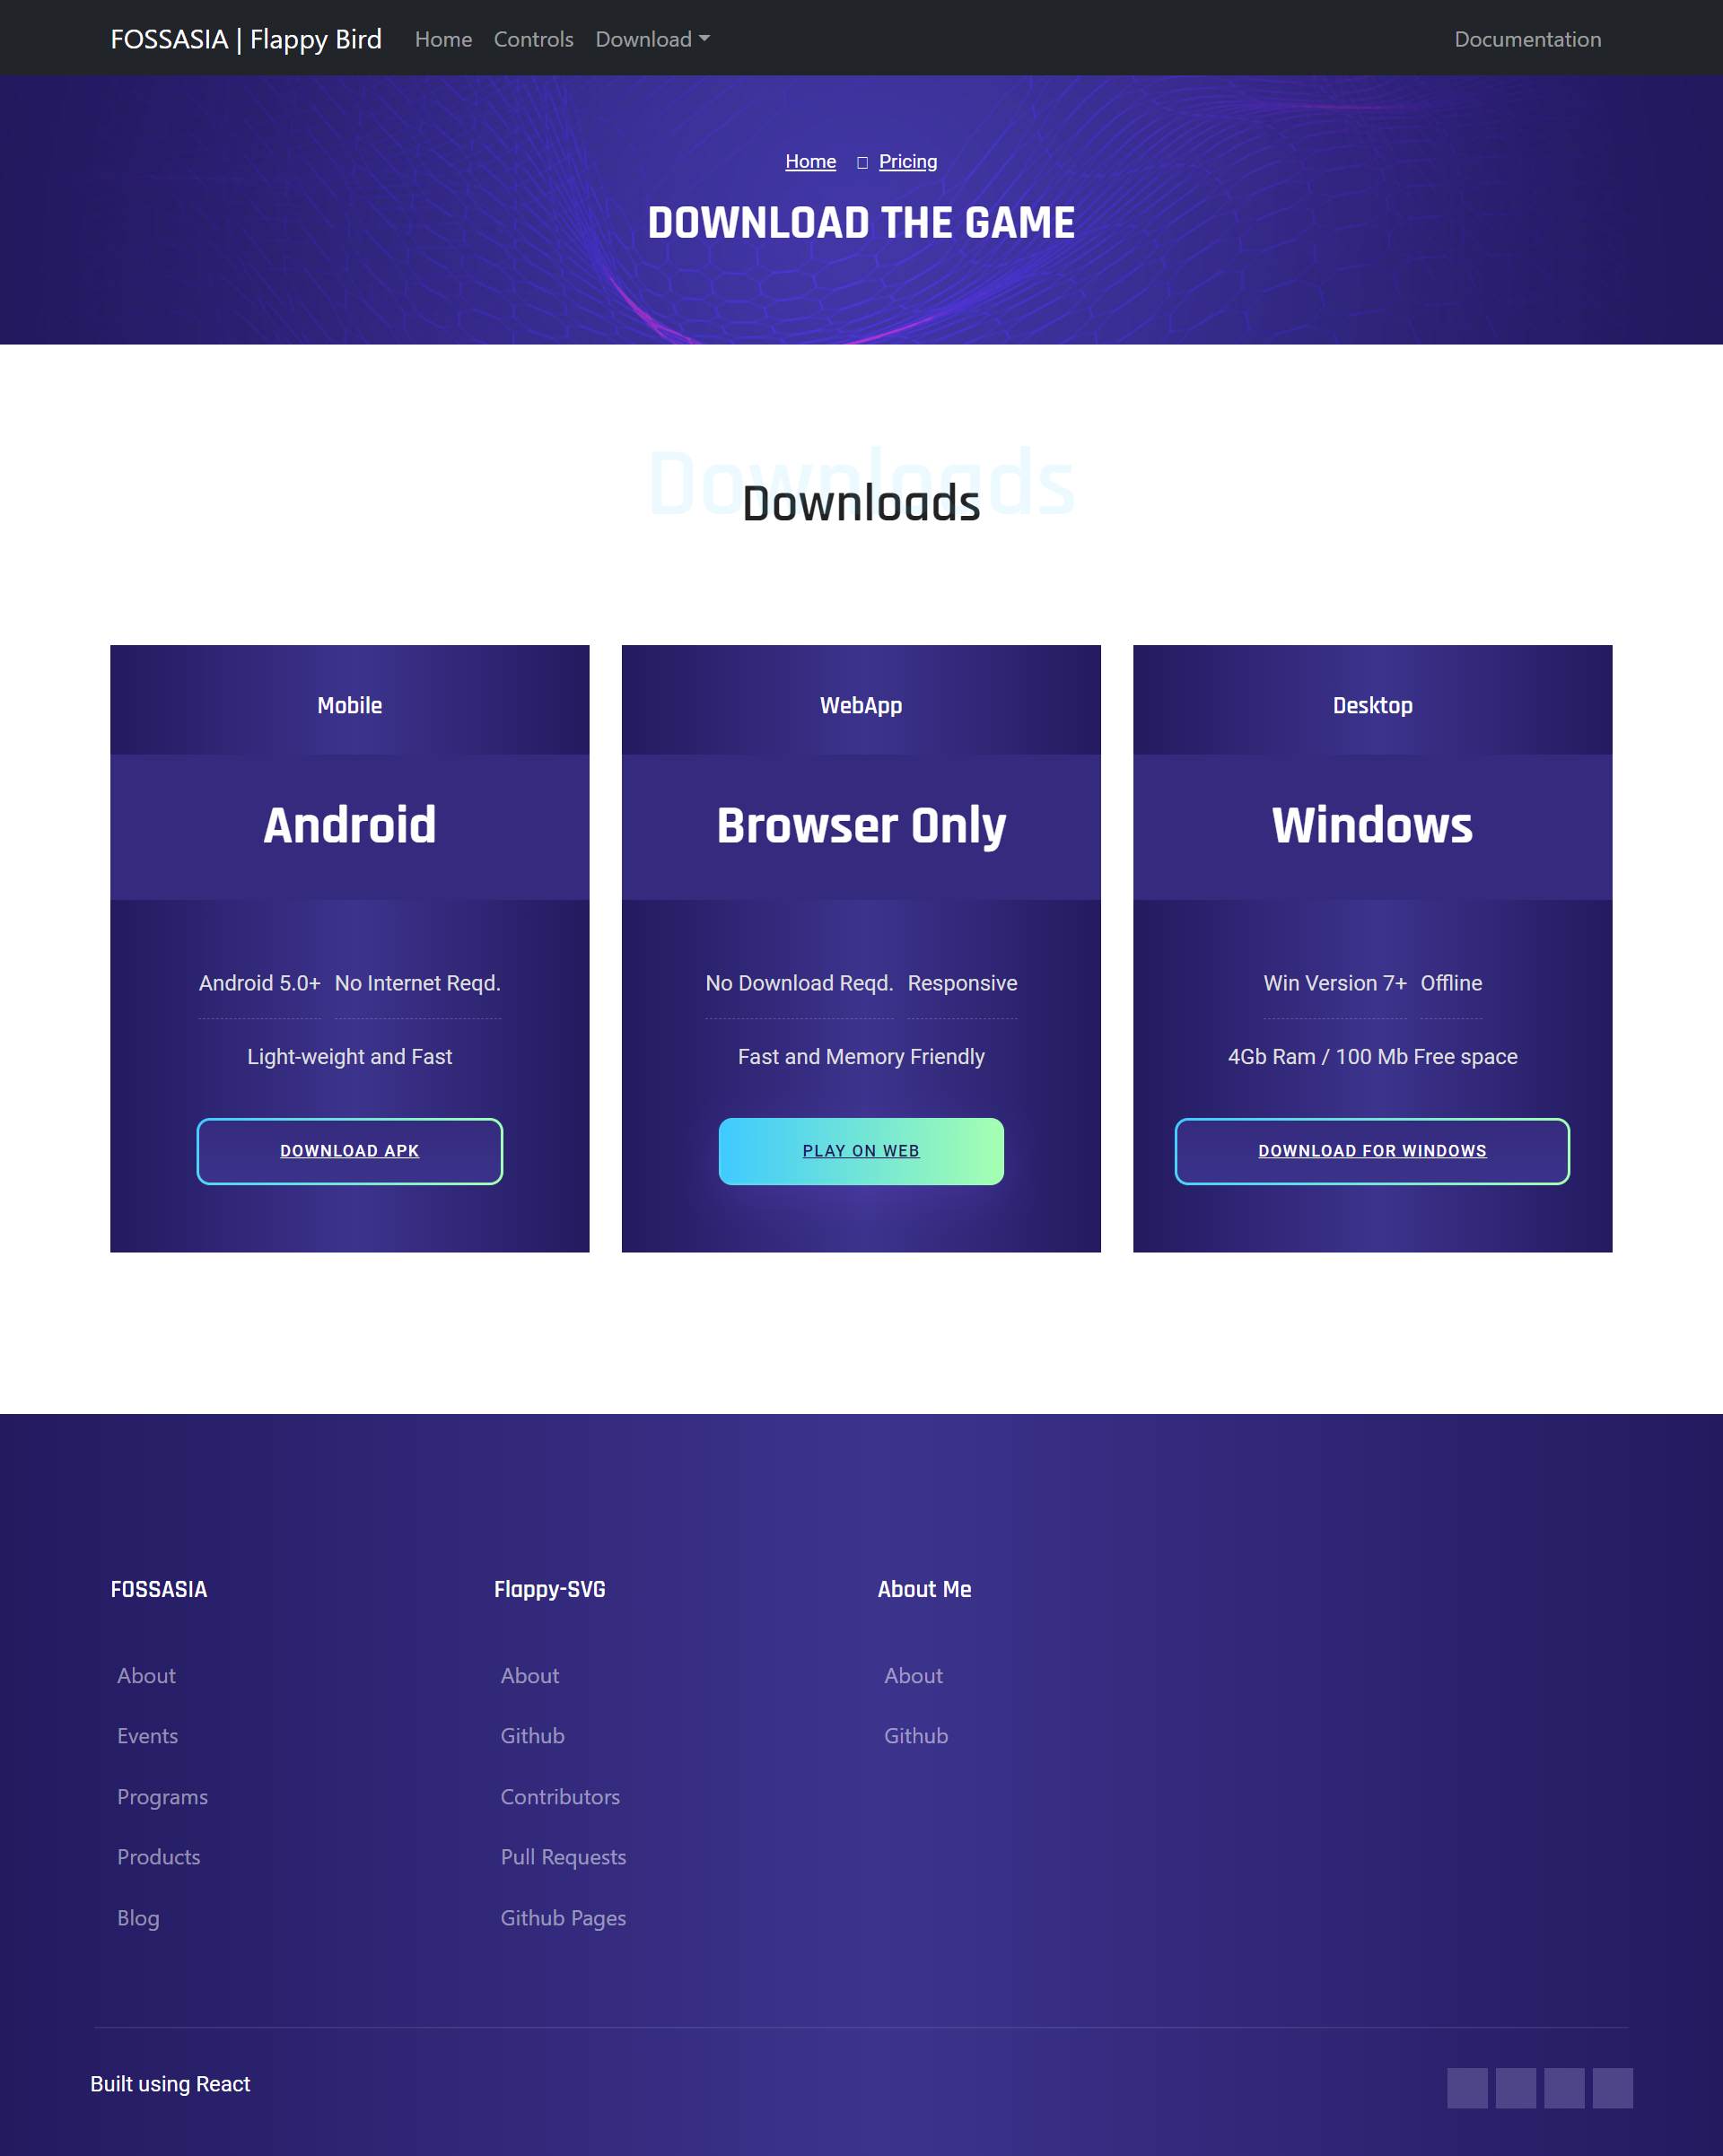 FOSSASIA | Flappy Bird Home Controls Download Documentation
Home Pricing
DOWNLOAD THE GAME
Downloads
Downloads
Mobile
Android
Android 5.0+ No Internet Reqd.
Light-weight and Fast
DOWNLOAD APK
WebApp
Browser Only
No Download Reqd. Responsive
Fast and Memory Friendly
PLAY ON WEB
Desktop
Windows
Win Version 7+ Offline
4Gb Ram / 100 Mb Free space
DOWNLOAD FOR WINDOWS
FOSSASIA
About
Events
Programs
Products
Blog
Flappy-SVG
About
Github
Contributors
Pull Requests
Github Pages
About Me
About
Github
Built using React